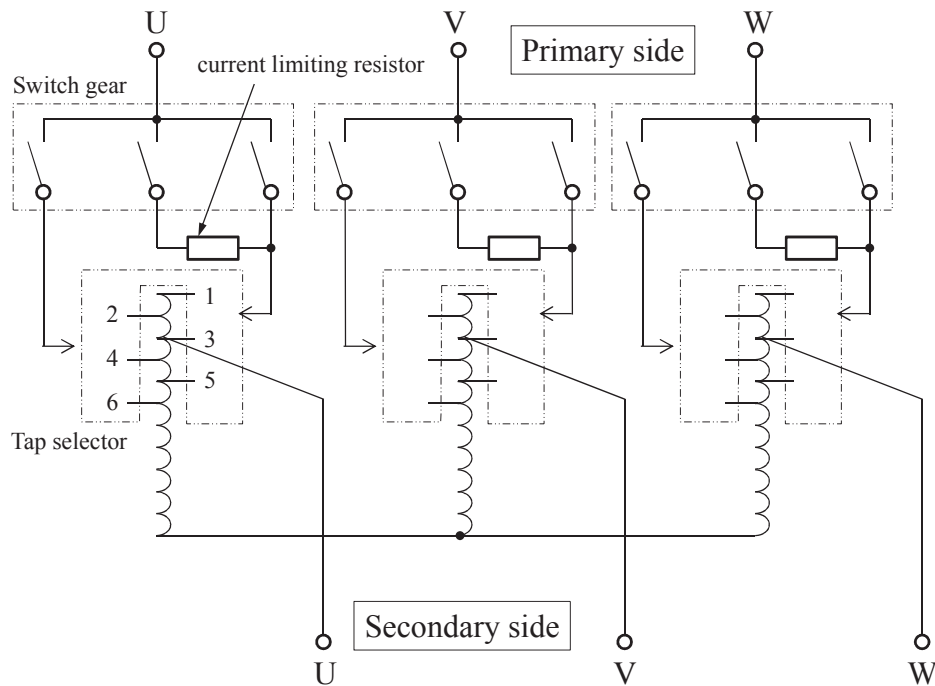 U
V
W
Primary side
current limiting resistor
Switch gear
1
2
3
4
5
6
Tap selector
Secondary side
U
V
W